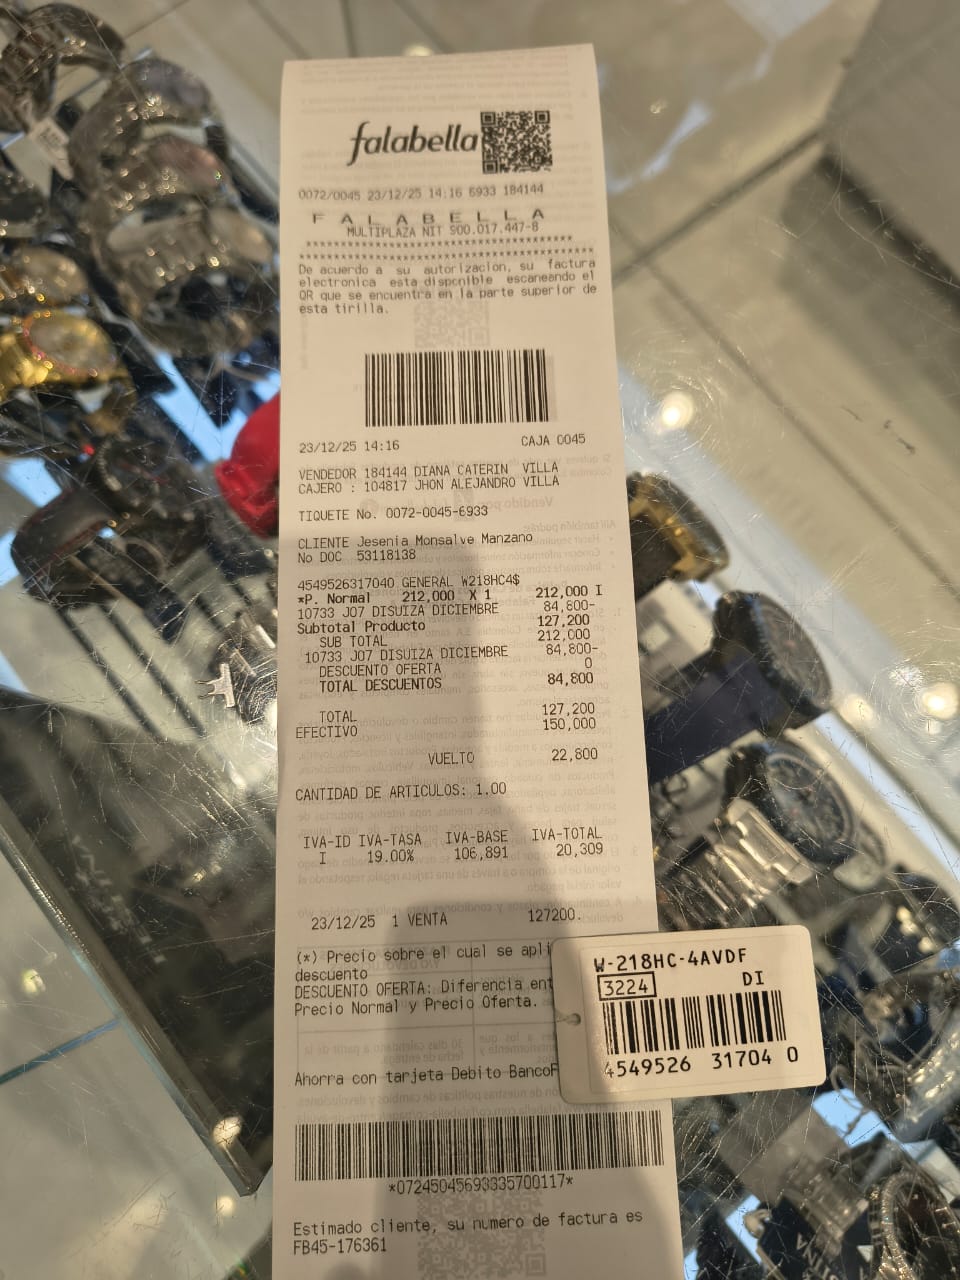 falabella
0072/0045 23/12/25 14:16 6933 184144
F A L A B E L L A
MULTIPLAZA NIT 900.017.447-8
****************************************
****************************************
De acuerdo a su autorizacion, su factura
electronica esta disponible escaneando el
QR que se encuentra en la parte superior de
esta tirilla.
23/12/25 14:16 CAJA 0045
VENDEDOR 184144 DIANA CATERIN VILLA
CAJERO : 104817 JHON ALEJANDRO VILLA
TIQUETE No. 0072-0045-6933
CLIENTE Jesenia Monsalve Manzano
No DOC 53118138
4549526317040 GENERAL W218HC4$
*P. Normal 212,000 X 1 212,000 I
10733 J07 DISUIZA DICIEMBRE 84,800-
Subtotal Producto 127,200
SUB TOTAL 212,000
10733 J07 DISUIZA DICIEMBRE 84,800-
DESCUENTO OFERTA 0
TOTAL DESCUENTOS 84,800
TOTAL 127,200
EFECTIVO 150,000
VUELTO 22,800
CANTIDAD DE ARTICULOS: 1.00
IVA-ID IVA-TASA IVA-BASE IVA-TOTAL
I 19.00% 106,891 20,309
23/12/25 1 VENTA 127200.
(*) Precio sobre el cual se apli
descuento
DESCUENTO OFERTA: Diferencia ent
Precio Normal y Precio Oferta.
Ahorra con tarjeta Debito BancoF
W-218HC-4AVDF
3224 DI
4549526 31704 0
*07245045693335700117*
Estimado cliente, su numero de factura es
FB45-176361